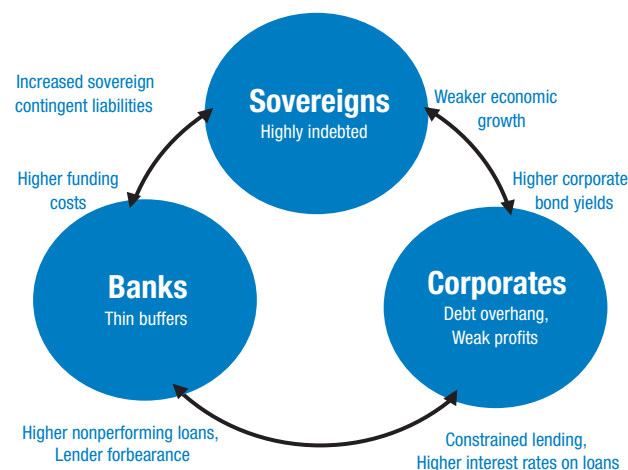 Increased sovereign
contingent liabilities
Sovereigns
Highly indebted
Weaker economic
growth
Higher funding
costs
Higher corporate
bond yields
Banks
Thin buffers
Corporates
Debt overhang,
Weak profits
Higher nonperforming loans,
Lender forbearance
Constrained lending,
Higher interest rates on loans